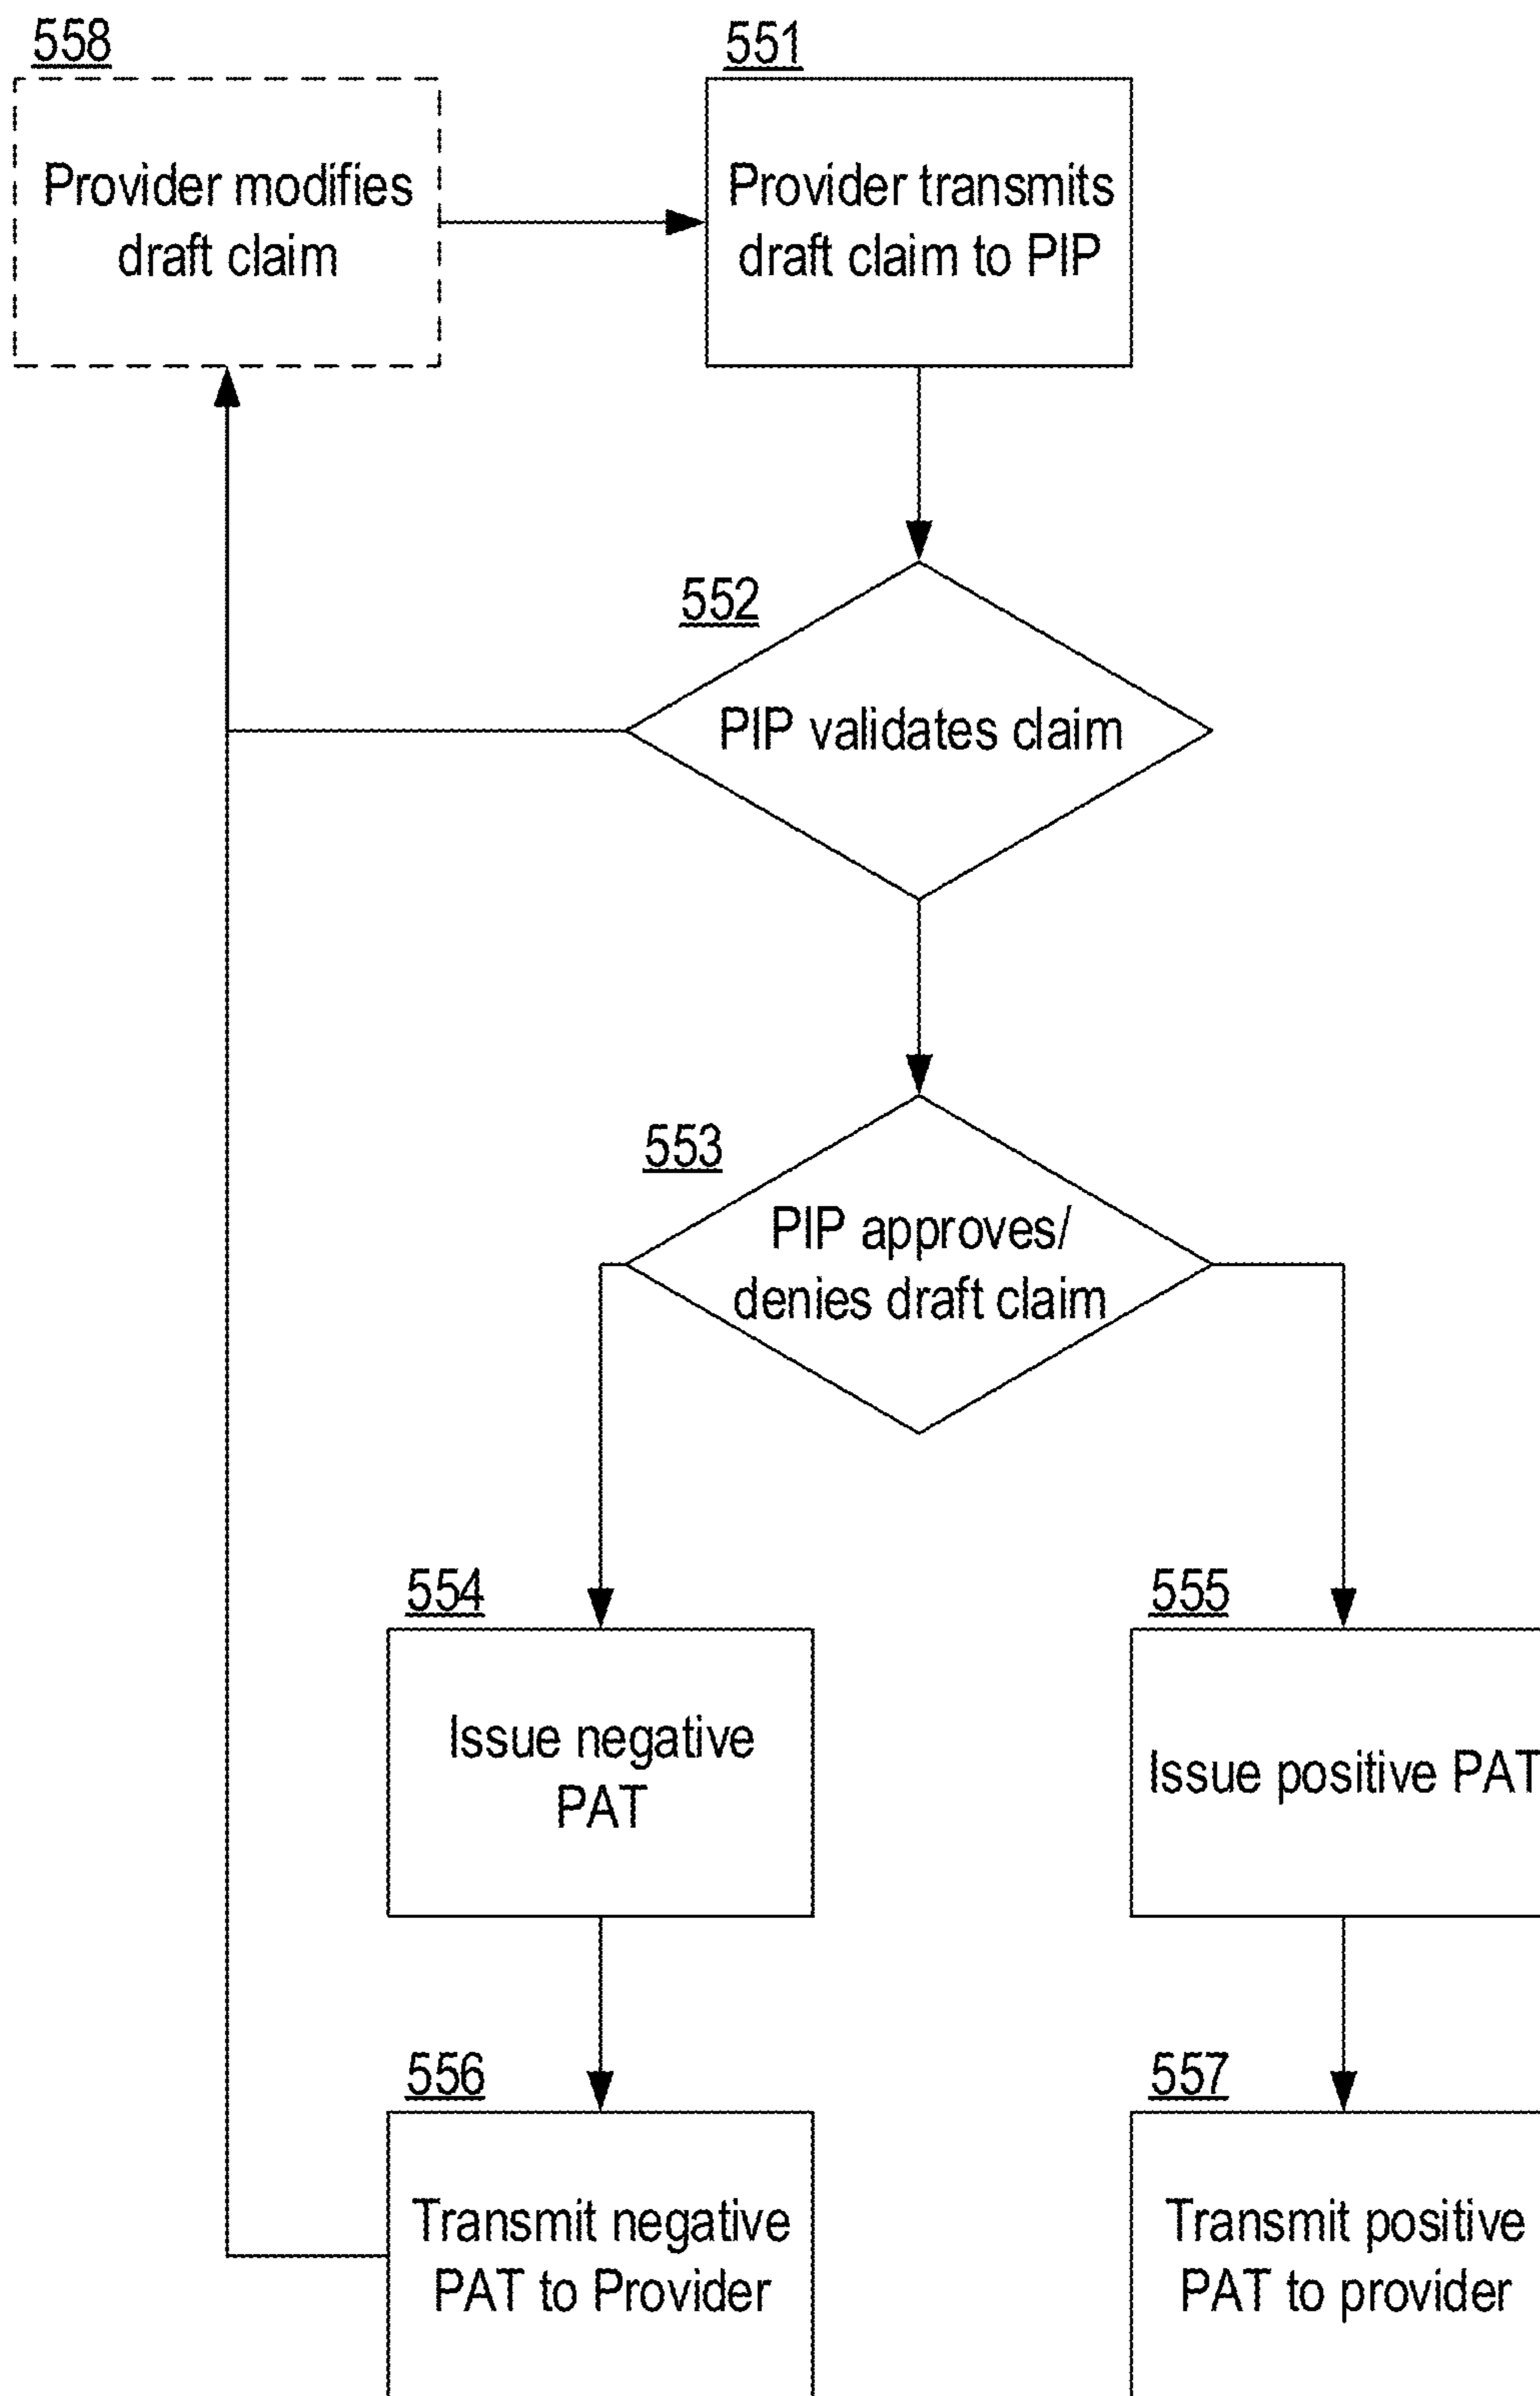 558
Provider modifies
draft claim
551
Provider transmits
draft claim to PIP
552
PIP validates claim
553
PIP approves/
denies draft claim
554
Issue negative
PAT
555
Issue positive PAT
556
Transmit negative
PAT to Provider
557
Transmit positive
PAT to provider